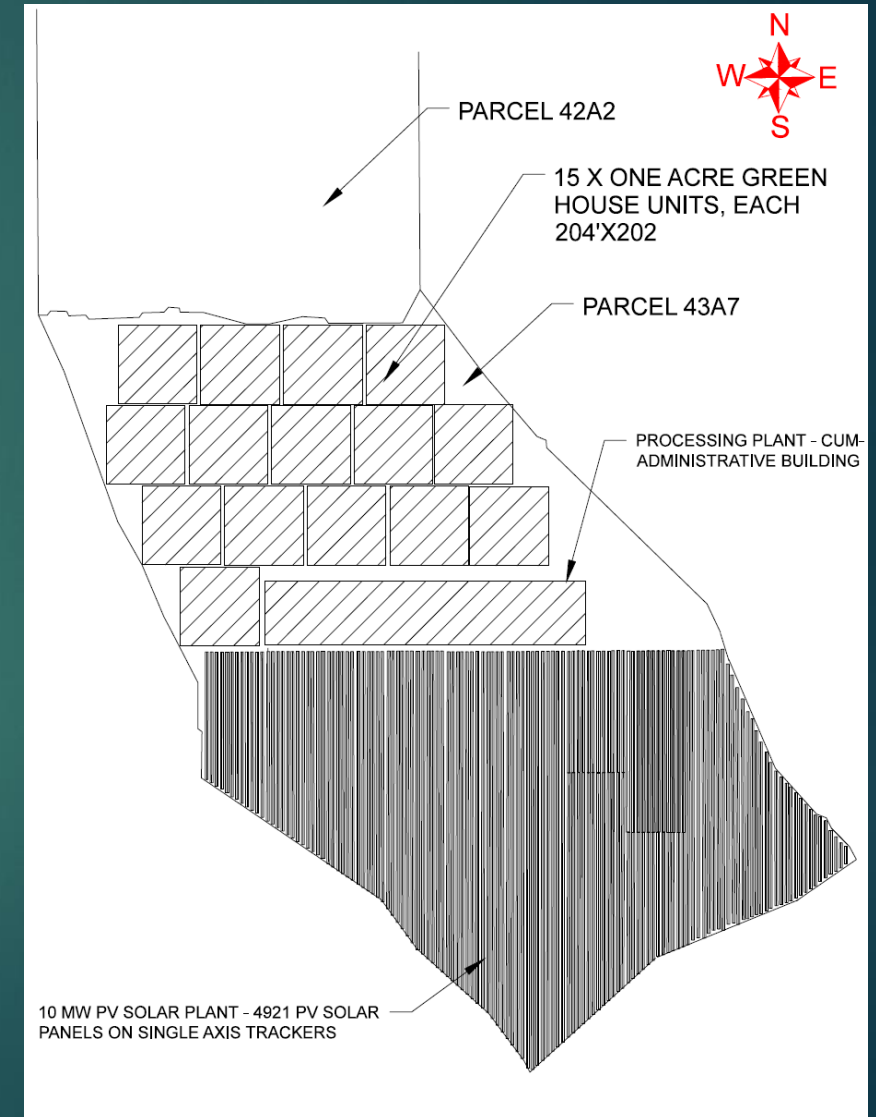 N
W E
S
PARCEL 42A2
15 X ONE ACRE GREEN
HOUSE UNITS, EACH
204'X202
PARCEL 43A7
PROCESSING PLANT - CUM-
ADMINISTRATIVE BUILDING
10 MW PV SOLAR PLANT - 4921 PV SOLAR
PANELS ON SINGLE AXIS TRACKERS